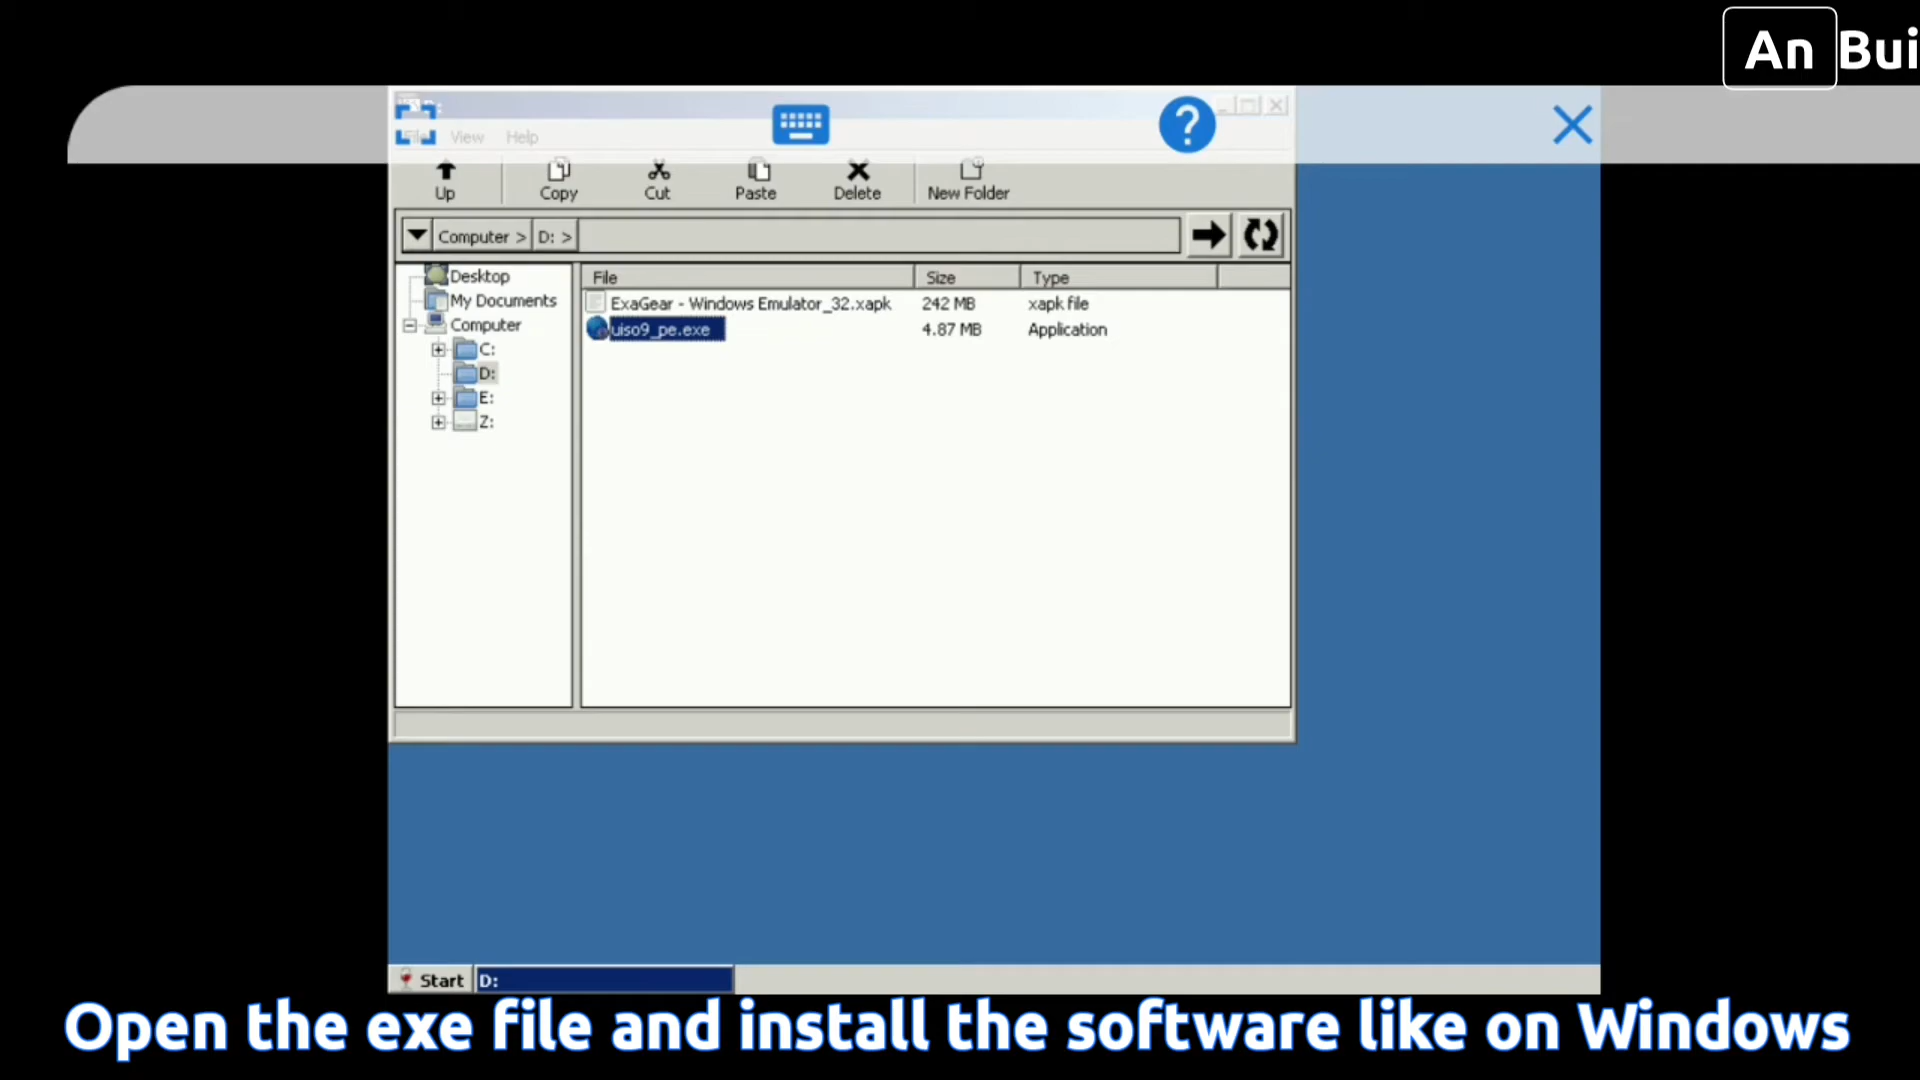 An Bui
View Help
Up Copy Cut Paste Delete New Folder
Computer > D: >
Desktop
My Documents
Computer
C:
D:
E:
Z:
File Size Type
ExaGear - Windows Emulator_32.xapk 242 MB xapk file
uiso9_pe.exe 4.87 MB Application
Start D:
Open the exe file and install the software like on Windows